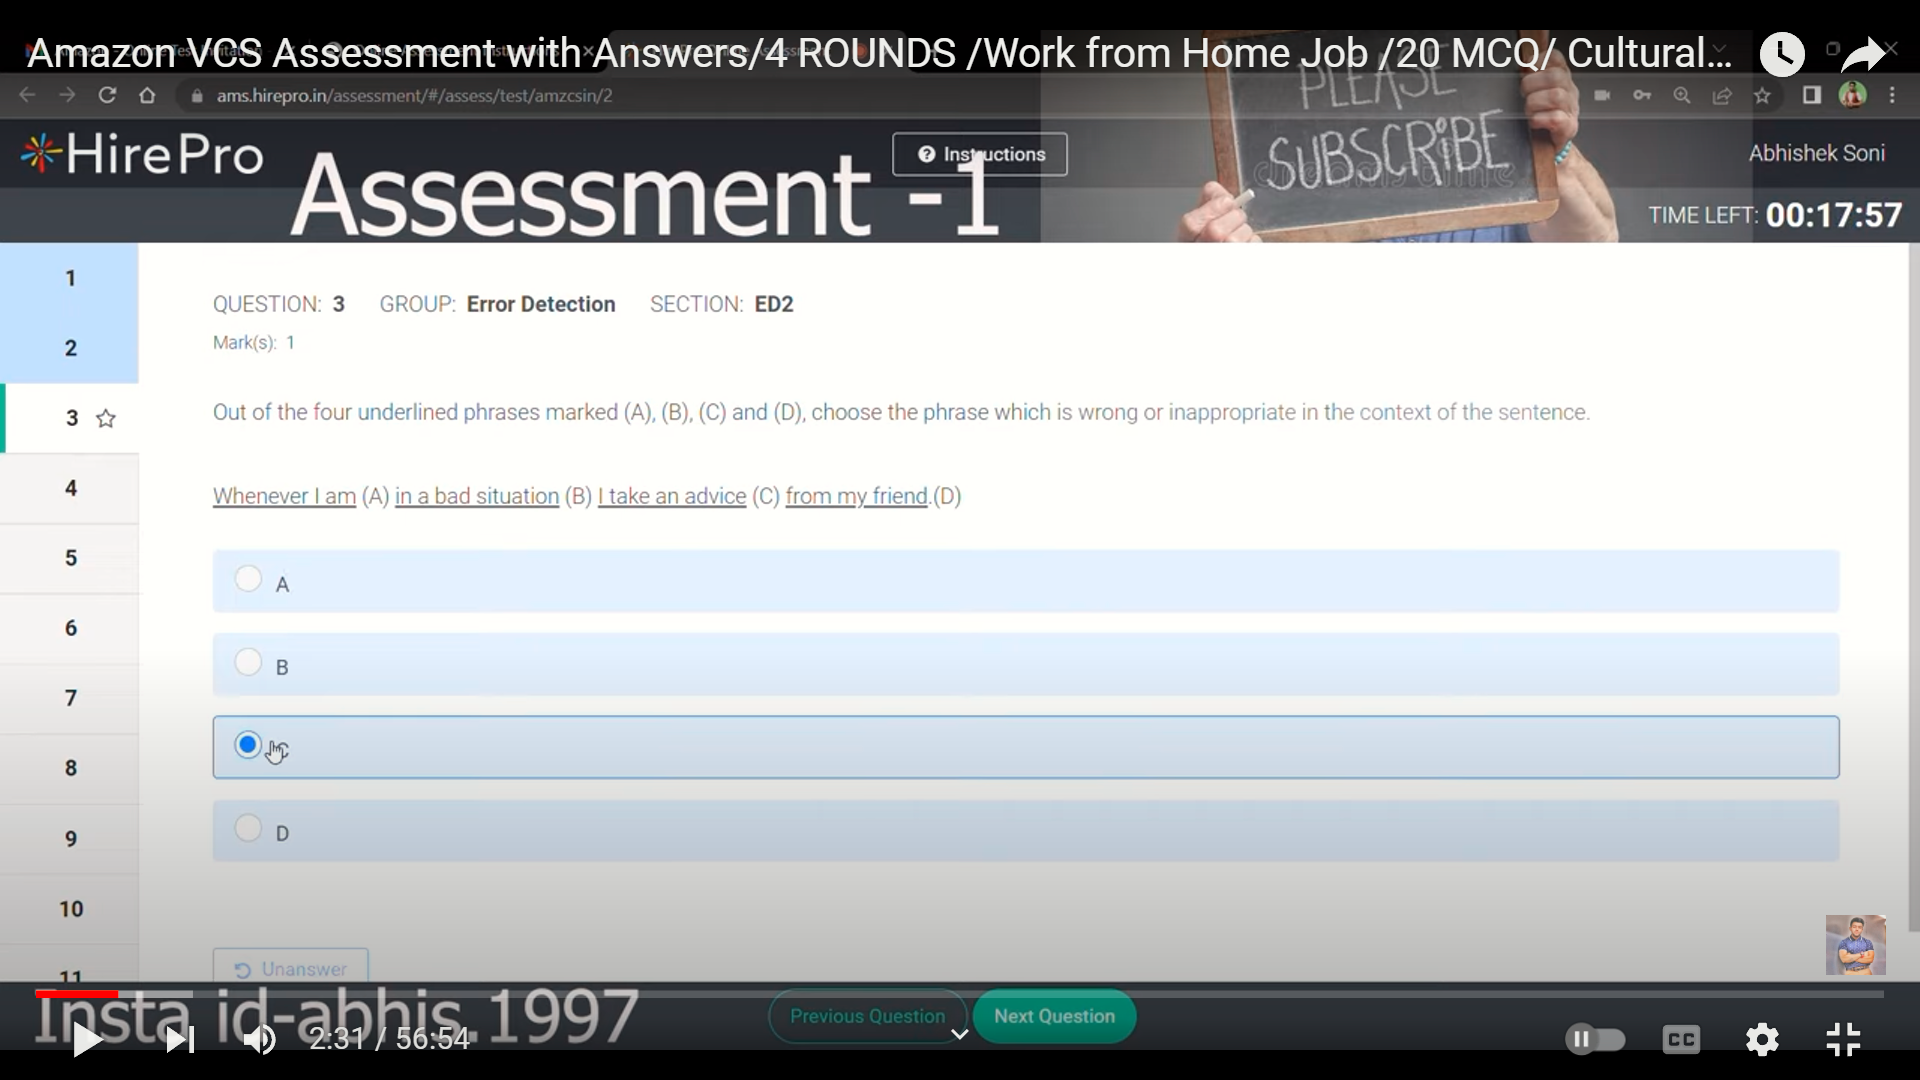 Amazon VCS Assessment with Answers/4 ROUNDS /Work from Home Job /20 MCQ/ Cultural...
ams.hirepro.in/assessment/#/assess/test/amzcsin/2
PLEASE
SUBSCRIBE
HirePro
Instructions
Abhishek Soni
Assessment -1
TIME LEFT: 00:17:57
1
QUESTION: 3 GROUP: Error Detection SECTION: ED2
Mark(s): 1
2
3
Out of the four underlined phrases marked (A), (B), (C) and (D), choose the phrase which is wrong or inappropriate in the context of the sentence.
4
Whenever I am (A) in a bad situation (B) I take an advice (C) from my friend.(D)
5
A
6
B
7
C
8
D
9
10
11
Unanswer
Insta id-abhis.1997
Previous Question
Next Question
2:31 / 56:54
CC